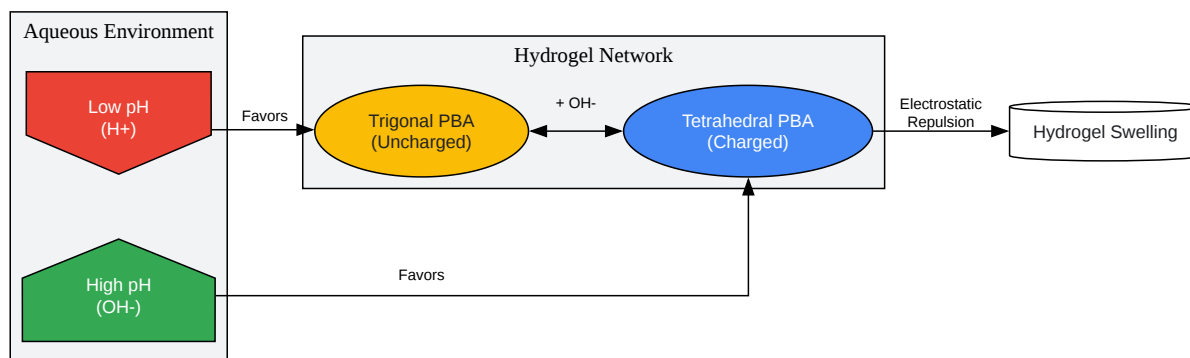 Aqueous Environment
Low pH
(H+)
High pH
(OH-)
Favors
Favors
Hydrogel Network
Trigonal PBA
(Uncharged)
+ OH-
Tetrahedral PBA
(Charged)
Electrostatic
Repulsion
Hydrogel Swelling